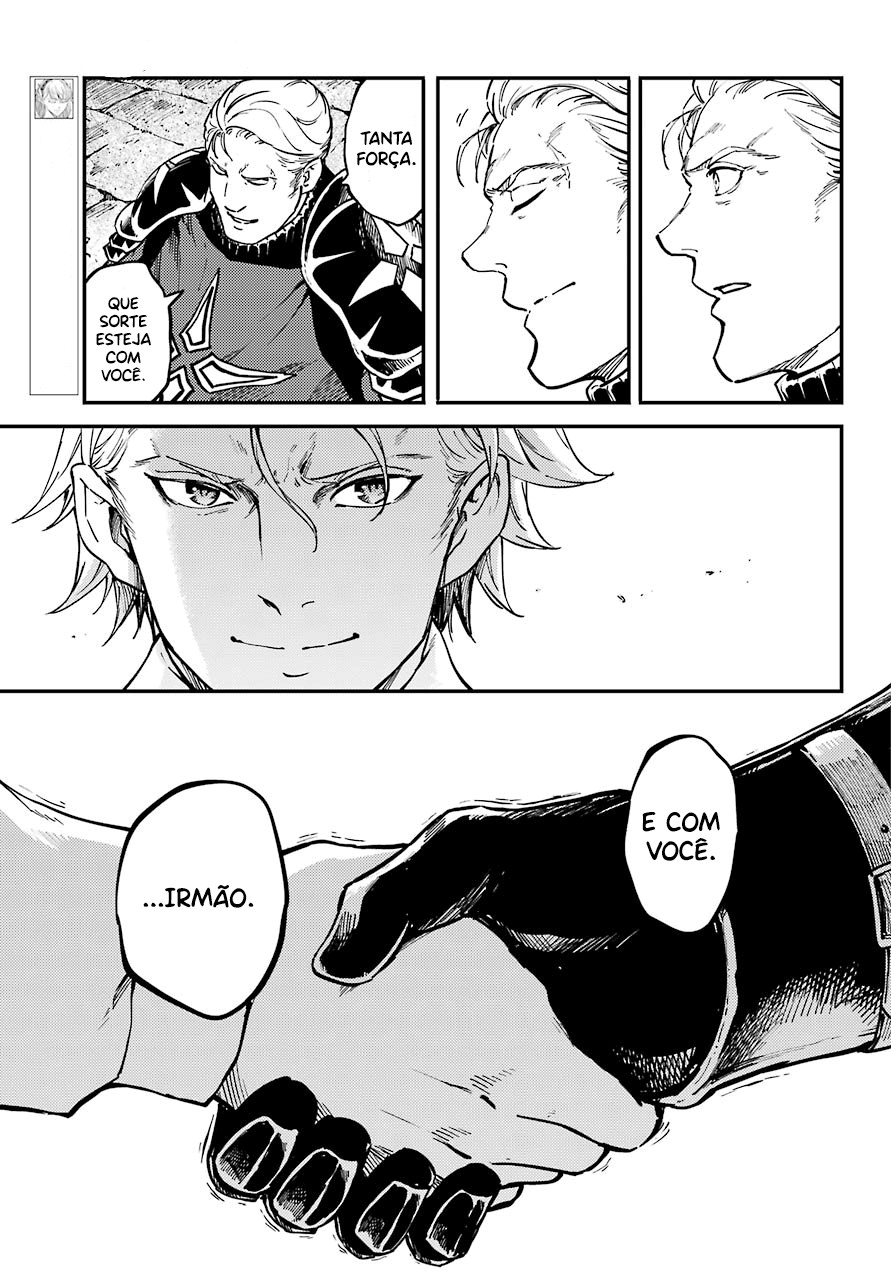 TANTA
FORÇA.
QUE
SORTE
ESTEJA
COM
VOCÊ.
E COM
VOCÊ.
...IRMÃO.